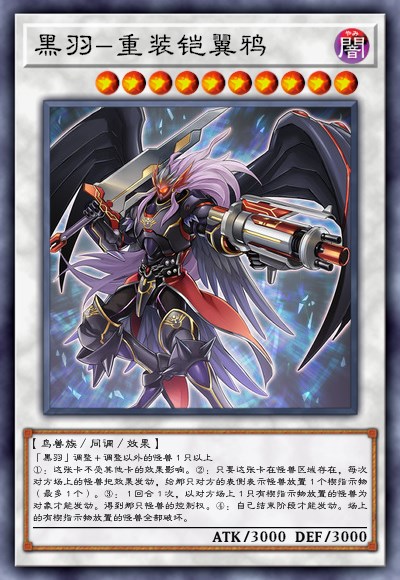 黑羽-重装铠翼鸦
やみ
闇
【鸟兽族/同调/效果】
「黑羽」调整+调整以外的怪兽1只以上
①：这张卡不受其他卡的效果影响。②：只要这张卡在怪兽区域存在，每次
对方场上的怪兽把效果发动，给那只对方的表侧表示怪兽放置1个楔指示物
（最多1个）。③：1回合1次，以对方场上1只有楔指示物放置的怪兽为
对象才能发动。得到那只怪兽的控制权。④：自己结束阶段才能发动。场上
的有楔指示物放置的怪兽全部破坏。
ATK/3000 DEF/3000